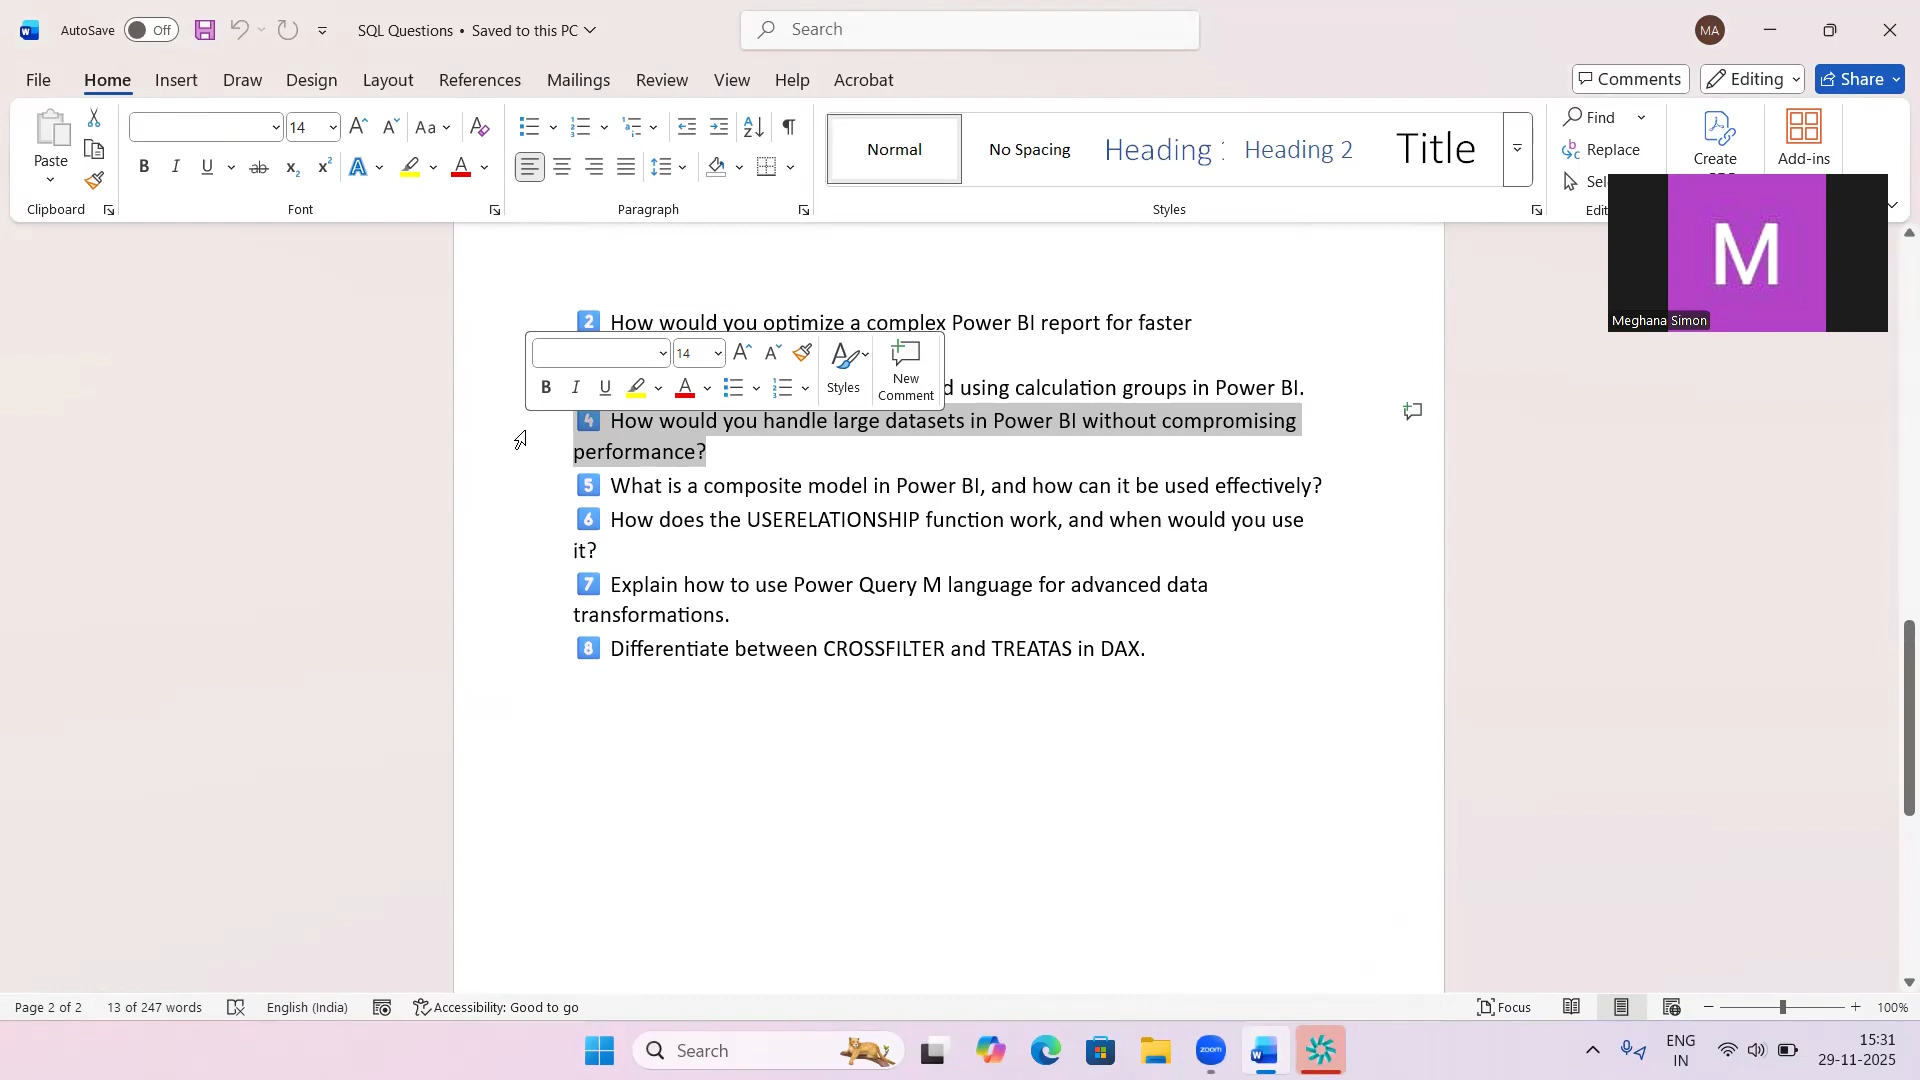 AutoSave Off SQL Questions • Saved to this PC Search MA
File Home Insert Draw Design Layout References Mailings Review View Help Acrobat Comments Editing Share
Paste 14 Aa B I U ab x₂ x² A A Normal No Spacing Heading Heading 2 Title Find Replace Create Add-ins
Clipboard Font Paragraph Styles
M
Meghana Simon
2 How would you optimize a complex Power BI report for faster
14 Styles New Comment
B I U A
d using calculation groups in Power BI.
4 How would you handle large datasets in Power BI without compromising
performance?
5 What is a composite model in Power BI, and how can it be used effectively?
6 How does the USERELATIONSHIP function work, and when would you use
it?
7 Explain how to use Power Query M language for advanced data
transformations.
8 Differentiate between CROSSFILTER and TREATAS in DAX.
Page 2 of 2 13 of 247 words English (India) Accessibility: Good to go Focus 100%
Search zoom ENG IN 15:31
29-11-2025